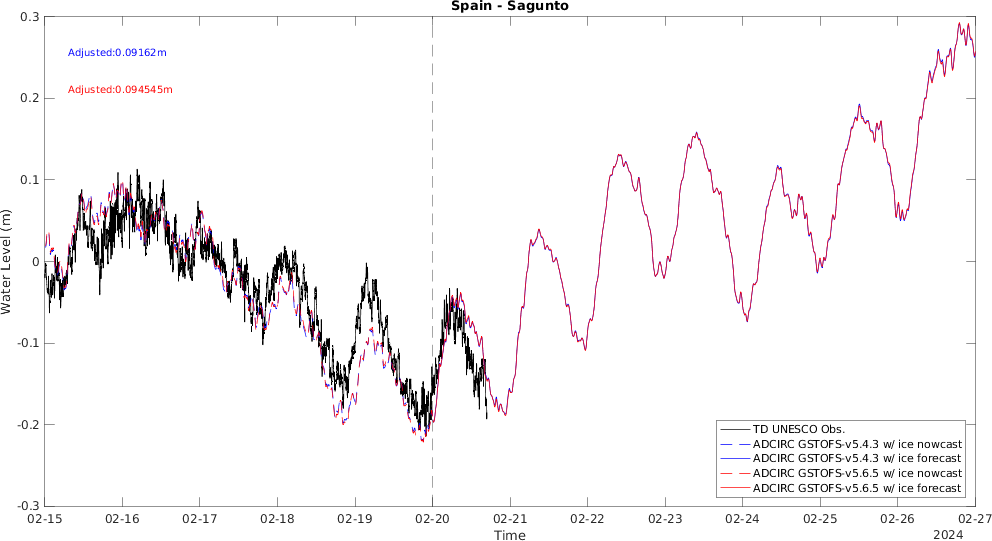 Spain - Sagunto
Adjusted:0.09162m
Adjusted:0.094545m
Water Level (m)
0.3
0.2
0.1
0
-0.1
-0.2
-0.3
TD UNESCO Obs.
ADCIRC GSTOFS-v5.4.3 w/ ice nowcast
ADCIRC GSTOFS-v5.4.3 w/ ice forecast
ADCIRC GSTOFS-v5.6.5 w/ ice nowcast
ADCIRC GSTOFS-v5.6.5 w/ ice forecast
02-15 02-16 02-17 02-18 02-19 02-20 02-21 02-22 02-23 02-24 02-25 02-26 02-27
Time
2024